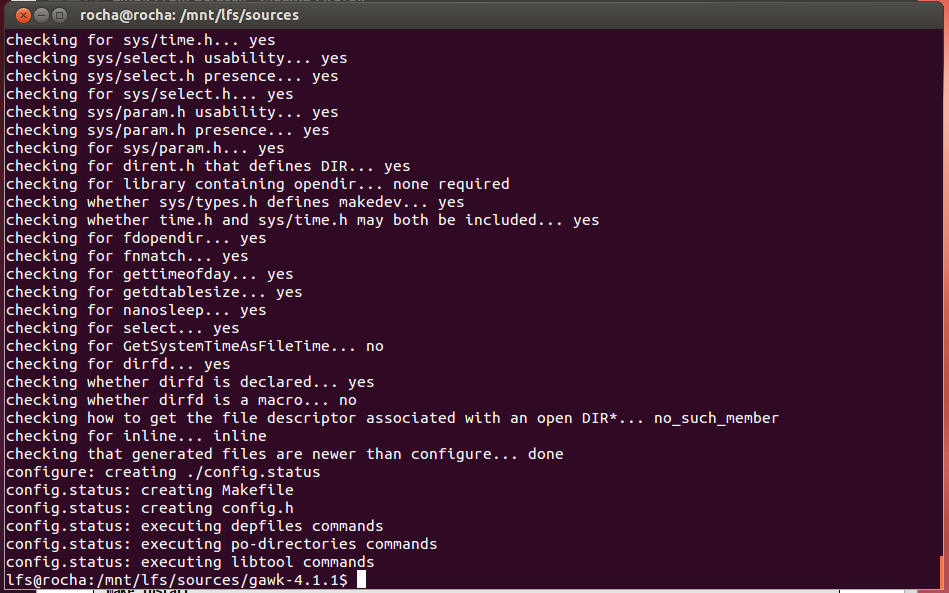 rocha@rocha: /mnt/lfs/sources
checking for sys/time.h... yes
checking sys/select.h usability... yes
checking sys/select.h presence... yes
checking for sys/select.h... yes
checking sys/param.h usability... yes
checking sys/param.h presence... yes
checking for sys/param.h... yes
checking for dirent.h that defines DIR... yes
checking for library containing opendir... none required
checking whether sys/types.h defines makedev... yes
checking whether time.h and sys/time.h may both be included... yes
checking for fdopendir... yes
checking for fnmatch... yes
checking for gettimeofday... yes
checking for getdtablesize... yes
checking for nanosleep... yes
checking for select... yes
checking for GetSystemTimeAsFileTime... no
checking for dirfd... yes
checking whether dirfd is declared... yes
checking whether dirfd is a macro... no
checking how to get the file descriptor associated with an open DIR*... no_such_member
checking for inline... inline
checking that generated files are newer than configure... done
configure: creating ./config.status
config.status: creating Makefile
config.status: creating config.h
config.status: executing depfiles commands
config.status: executing po-directories commands
config.status: executing libtool commands
lfs@rocha:/mnt/lfs/sources/gawk-4.1.1$
make install